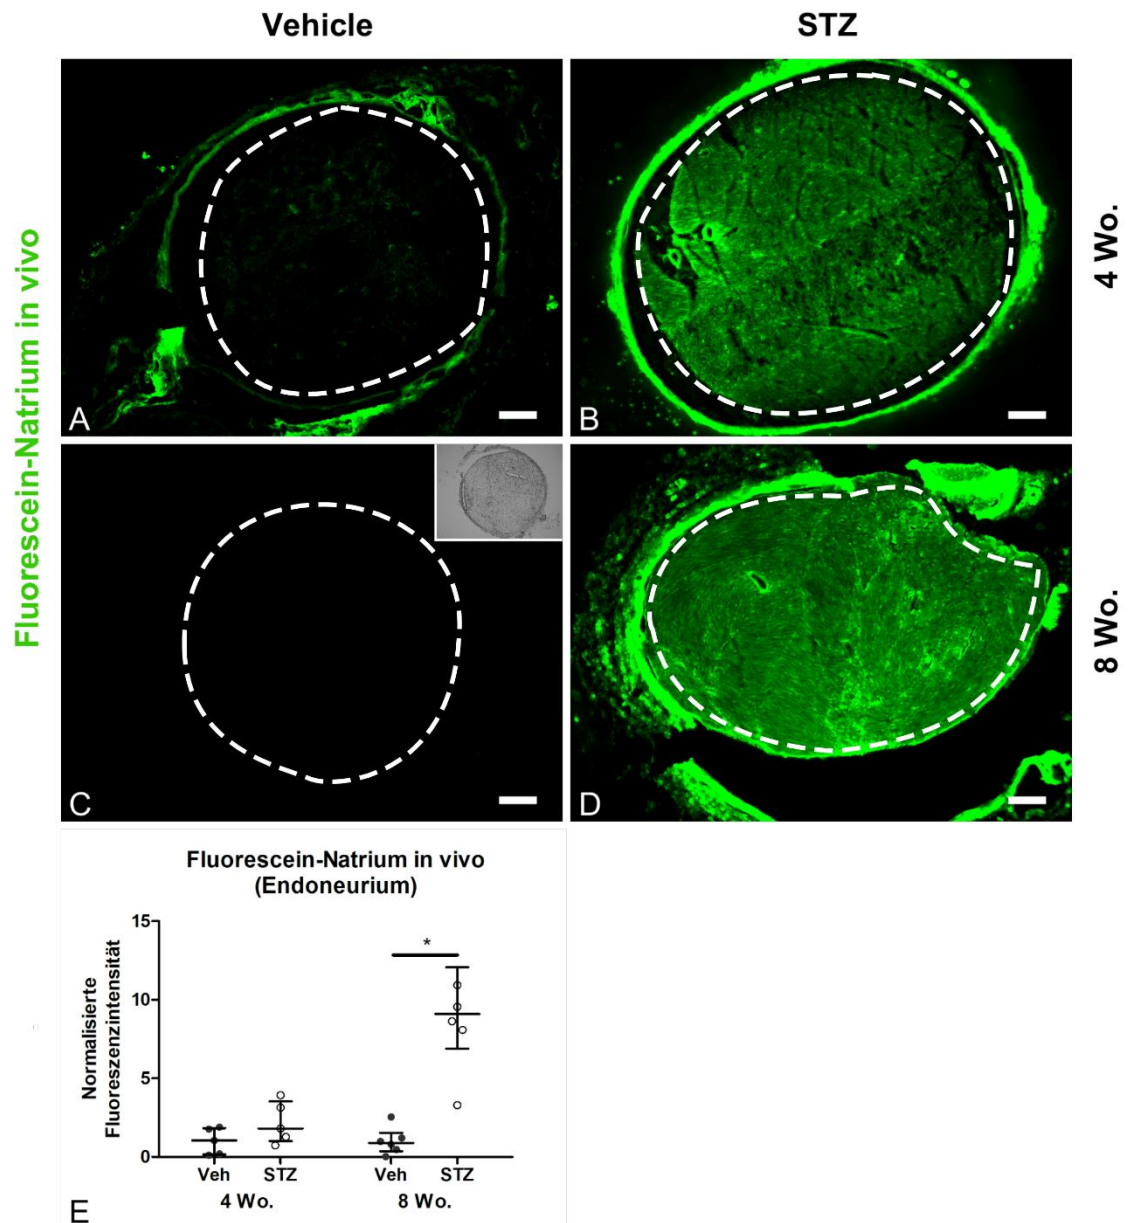 Vehicle
STZ
Fluorescein-Natrium in vivo
4 Wo.
8 Wo.
A
B
C
D
Fluorescein-Natrium in vivo
(Endoneurium)
Normalisierte
Fluoreszenzintensität
15
10
5
0
*
Veh
STZ
Veh
STZ
4 Wo.
8 Wo.
E